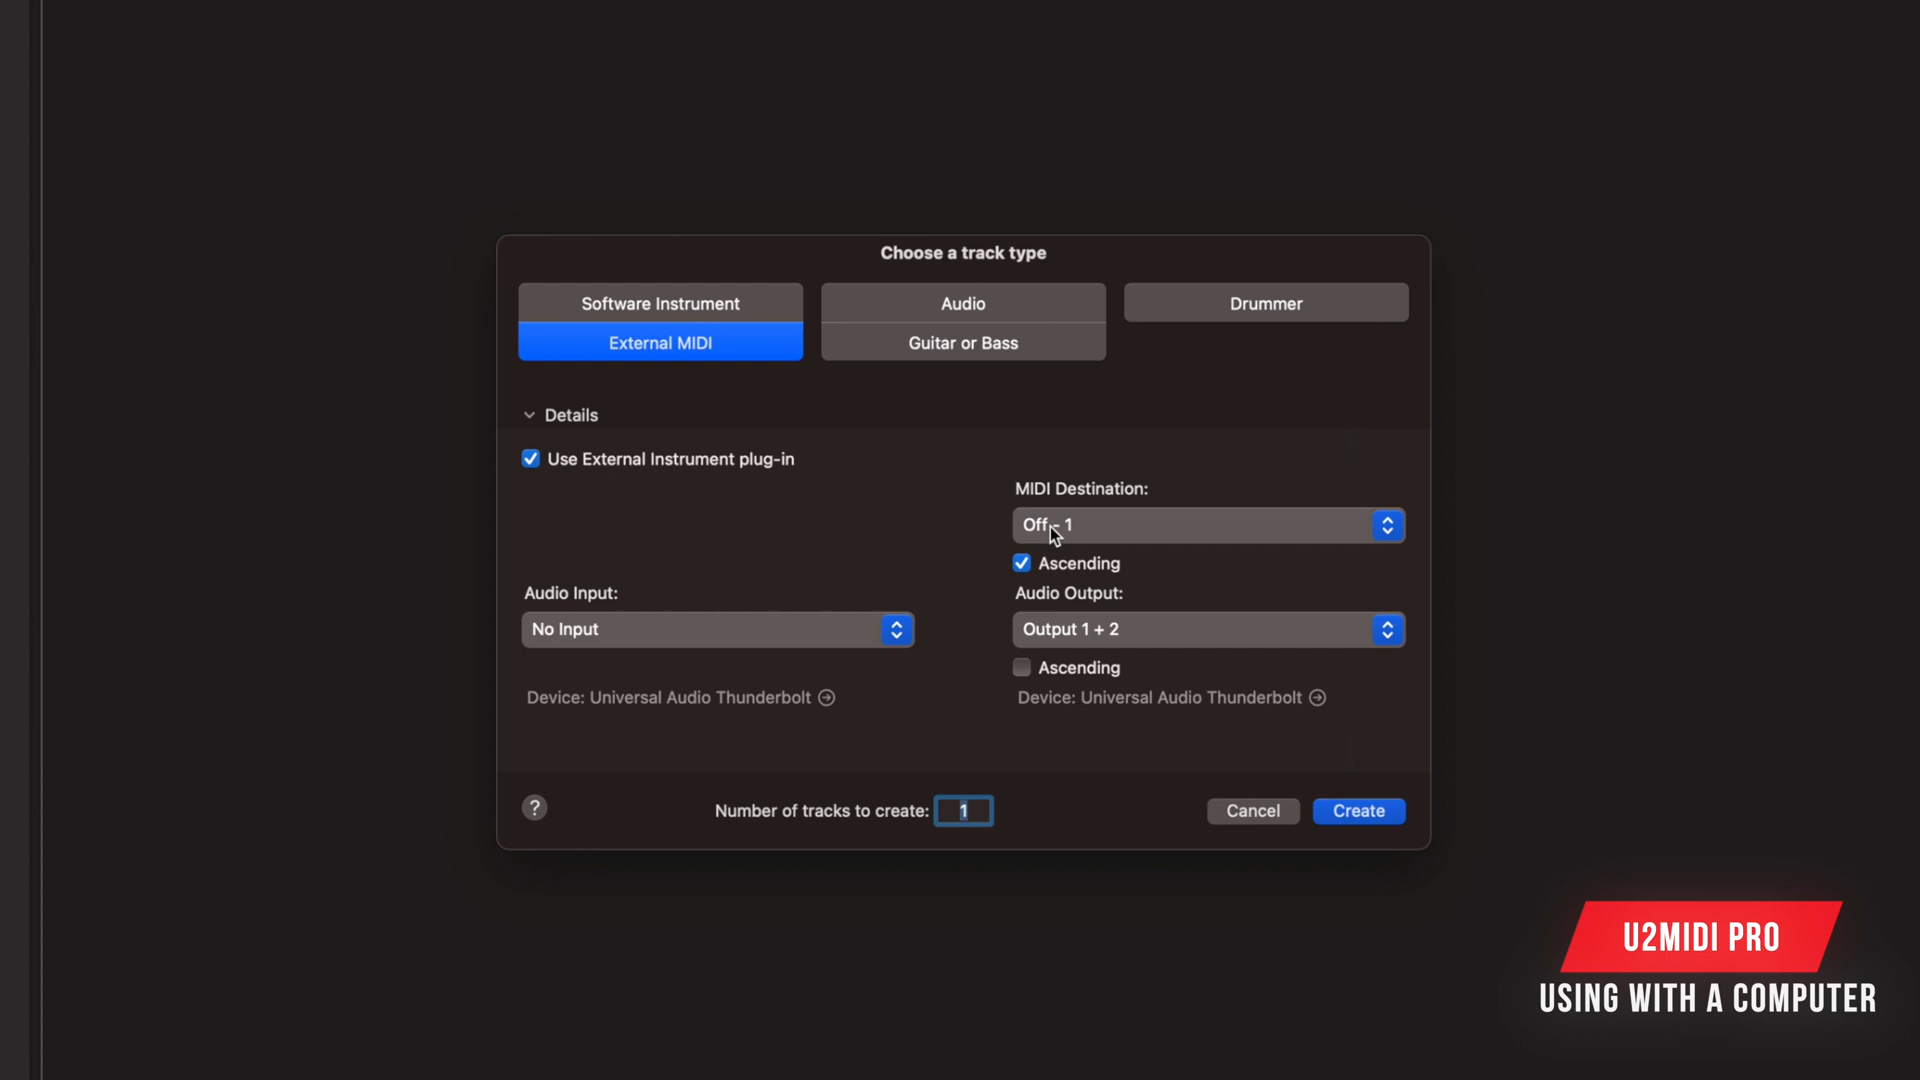 Choose a track type
Software Instrument
Audio
Drummer
External MIDI
Guitar or Bass
Details
Use External Instrument plug-in
MIDI Destination:
Off - 1
Ascending
Audio Input:
Audio Output:
No Input
Output 1 + 2
Ascending
Device: Universal Audio Thunderbolt
Device: Universal Audio Thunderbolt
?
Number of tracks to create: 1
Cancel
Create
U2MIDI PRO
USING WITH A COMPUTER